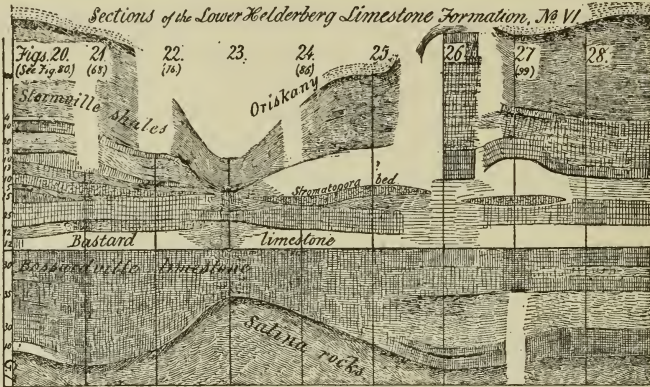 Sections of the Lower Helderberg Limestone Formation, No VI
Figs. 20. 21. 22. 23. 24. 25. 26. 27 28.
(See Fig 80.) (68) (76) (86) (99)
Stormville shales
Oriskany
Stromatopora bed
?
Bastard limestone
Bossardville limestone
Salina rocks